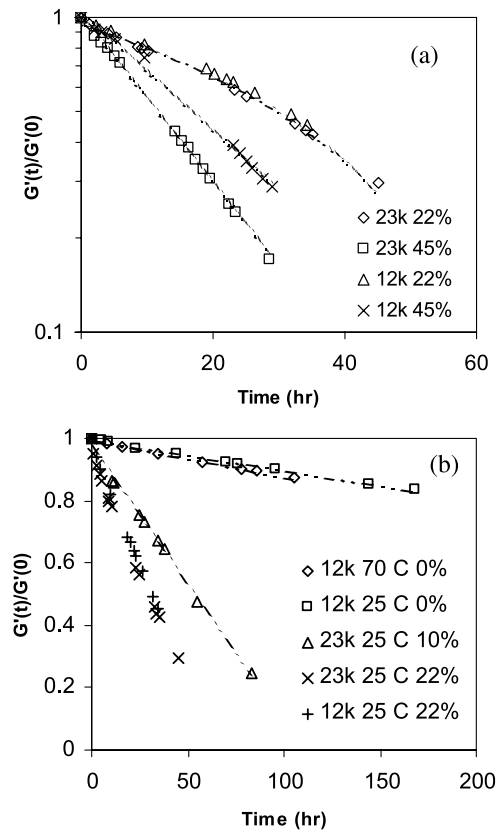 1
(a)
G'(t)/G'(0)
23k 22%
23k 45%
12k 22%
12k 45%
0.1
0 20 40 60
Time (hr)
1
(b)
0.8
0.6
0.4
0.2
0
G'(t)/G'(0)
12k 70 C 0%
12k 25 C 0%
23k 25 C 10%
23k 25 C 22%
12k 25 C 22%
0 50 100 150 200
Time (hr)